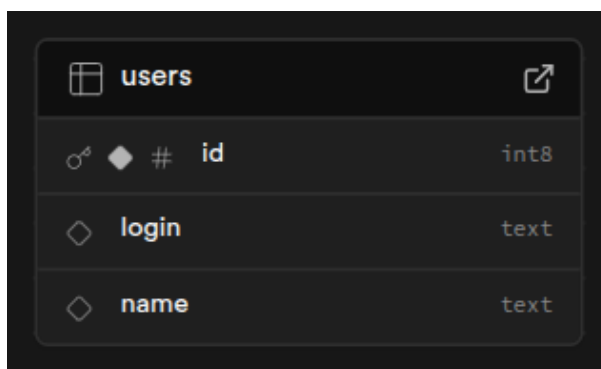 users
# id int8
login text
name text